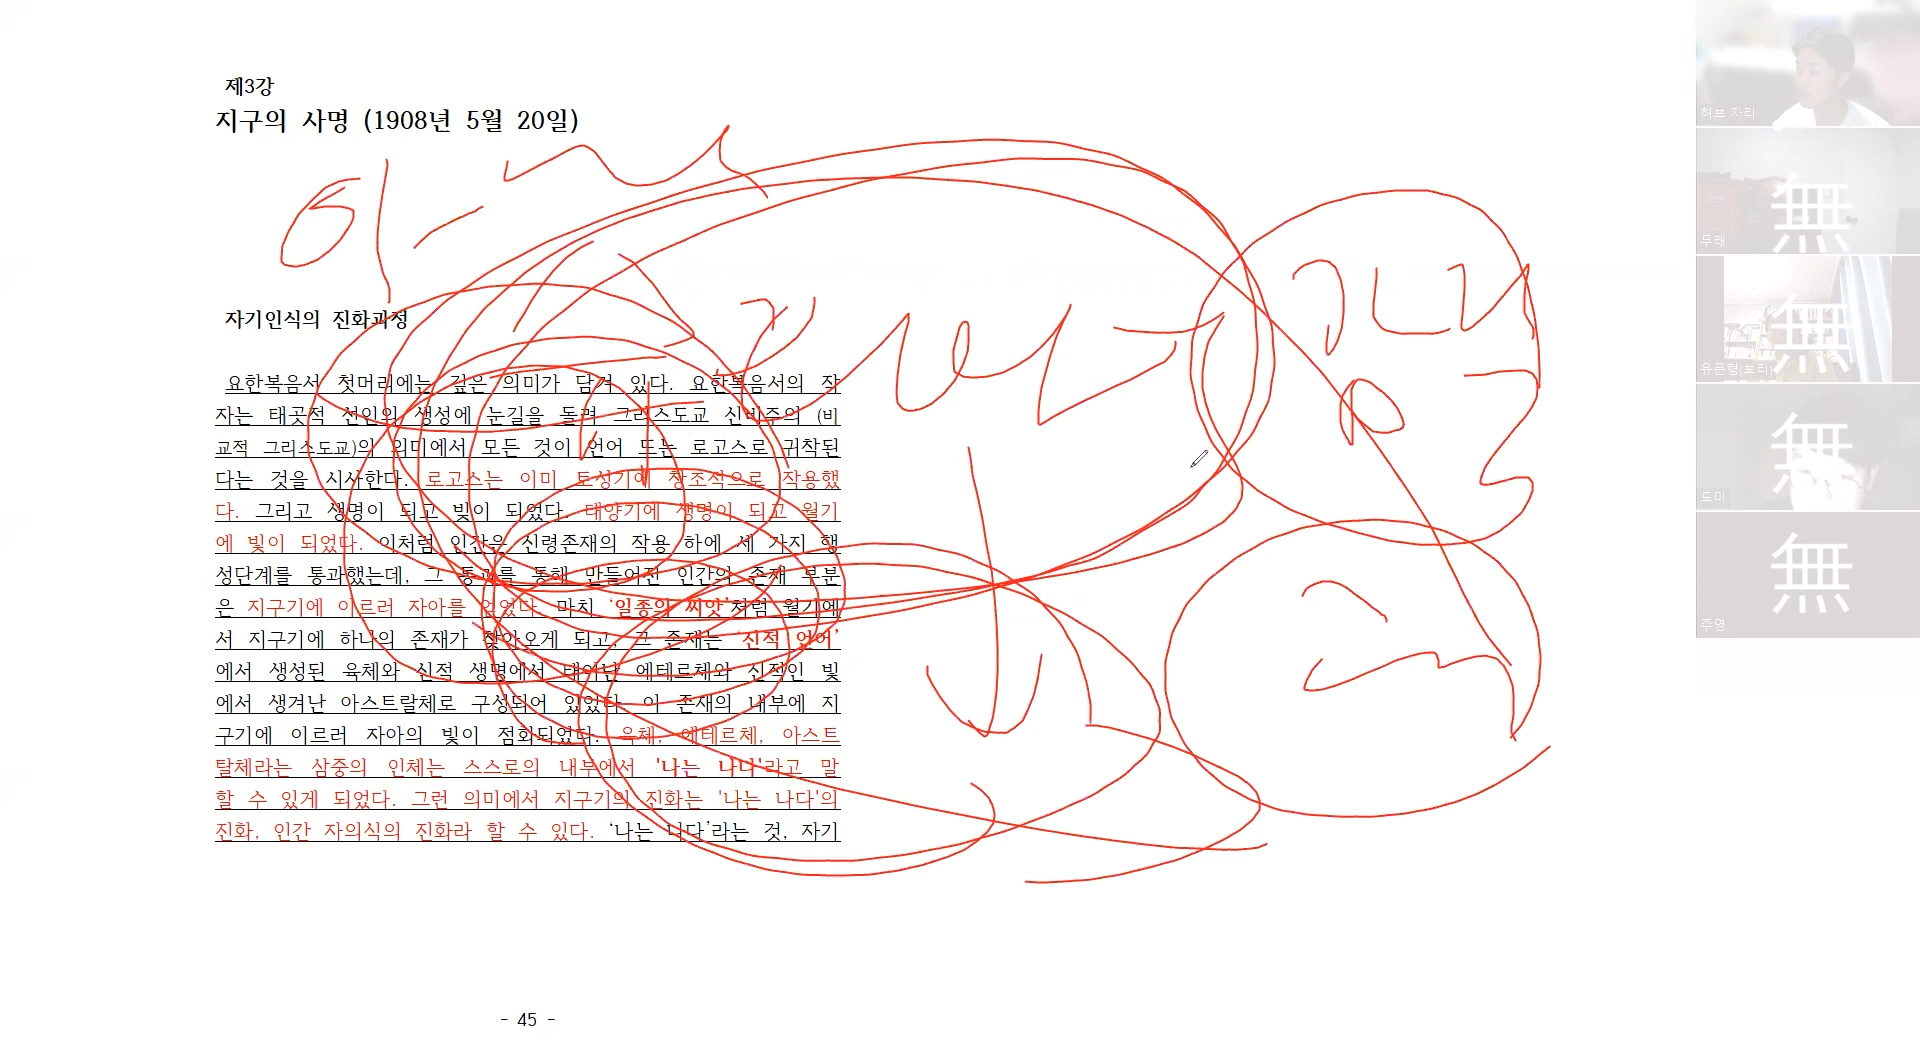 제3강
지구의 사명 (1908년 5월 20일)
자기인식의 진화과정
요한복음서 첫머리에는 깊은 의미가 담겨 있다. 요한복음서의 작
자는 태곳적 선인의 생성에 눈길을 돌려 그리스도교 신비주의 (비
교적 그리스도교)의 의미에서 모든 것이 언어 또는 로고스로 귀착된
다는 것을 시사한다. 로고스는 이미 토성기에 창조적으로 작용했
다. 그리고 생명이 되고 빛이 되었다. 태양기에 생명이 되고 월기
에 빛이 되었다. 이처럼 인간은 신령존재의 작용 하에 세 가지 행
성단계를 통과했는데, 그 통과를 통해 만들어진 인간의 존재 부분
은 지구기에 이르러 자아를 얻었다. 마치 '일종의 씨앗'처럼 월기에
서 지구기에 하나의 존재가 찾아오게 되고, 그 존재는 '신적 언어'
에서 생성된 육체와 신적 생명에서 태어난 에테르체와 신적인 빛
에서 생겨난 아스트랄체로 구성되어 있었다. 이 존재의 내부에 지
구기에 이르러 자아의 빛이 점화되었다. 육체, 에테르체, 아스트
랄체라는 삼중의 인체는 스스로의 내부에서 '나는 나다'라고 말
할 수 있게 되었다. 그런 의미에서 지구기의 진화는 '나는 나다'의
진화, 인간 자의식의 진화라 할 수 있다. '나는 나다'라는 것, 자기
- 45 -
허브 자리
無
무래
無
유문형(보리)
無
도미
無
주영